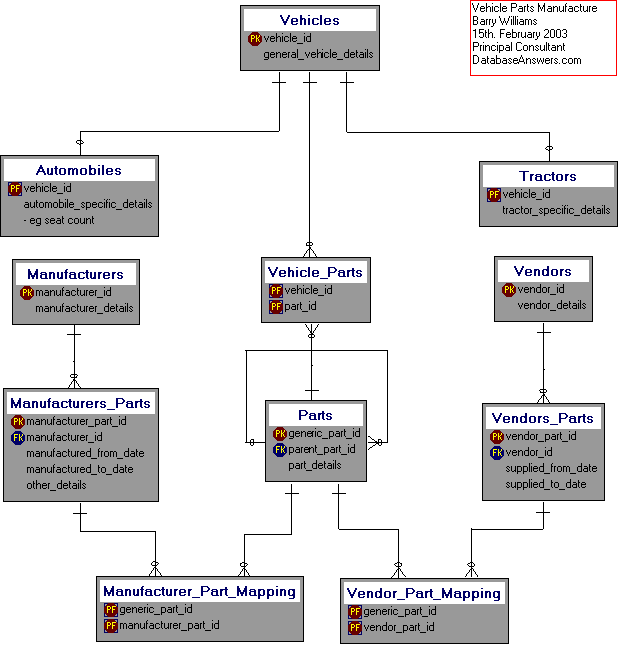 Vehicles
PK vehicle_id
general_vehicle_details
Vehicle Parts Manufacture
Barry Williams
15th. February 2003
Principal Consultant
DatabaseAnswers.com
Automobiles
PF vehicle_id
automobile_specific_details
- eg seat count
Tractors
PF vehicle_id
tractor_specific_details
Manufacturers
PK manufacturer_id
manufacturer_details
Vehicle_Parts
PF vehicle_id
PF part_id
Vendors
PK vendor_id
vendor_details
Manufacturers_Parts
PK manufacturer_part_id
FK manufacturer_id
manufactured_from_date
manufactured_to_date
other_details
Parts
PK generic_part_id
FK parent_part_id
part_details
Vendors_Parts
PK vendor_part_id
FK vendor_id
supplied_from_date
supplied_to_date
Manufacturer_Part_Mapping
PF generic_part_id
PF manufacturer_part_id
Vendor_Part_Mapping
PF generic_part_id
PF vendor_part_id